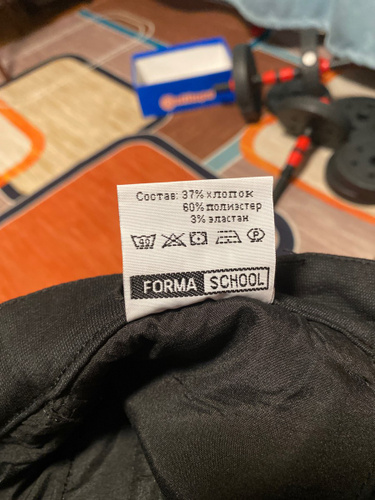 Состав: 37% хлопок
60% полиэстер
3% эластан
P
FORMA SCHOOL